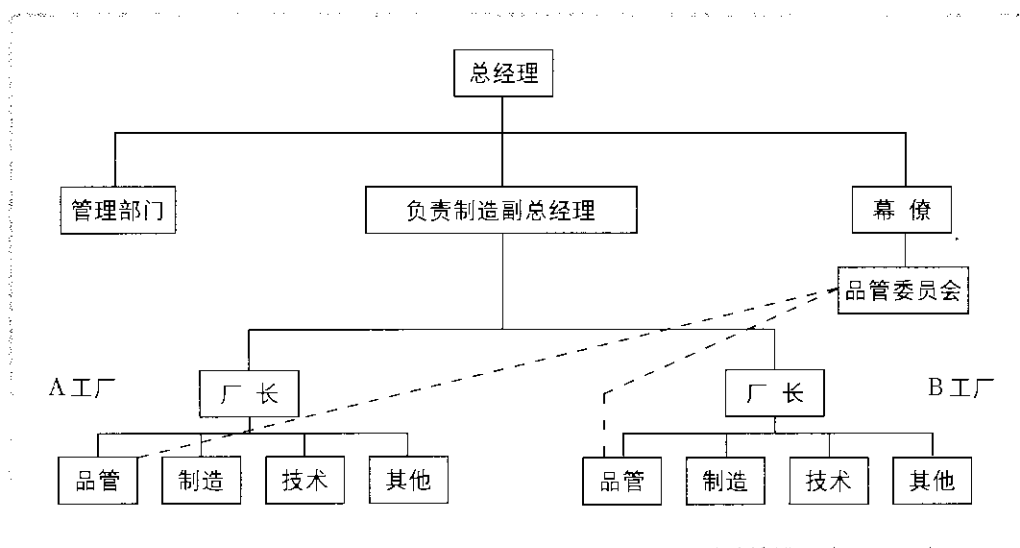 总经理
管理部门
负责制造副总经理
幕僚
品管委员会
A工厂
厂长
厂长
B工厂
品管
制造
技术
其他
品管
制造
技术
其他